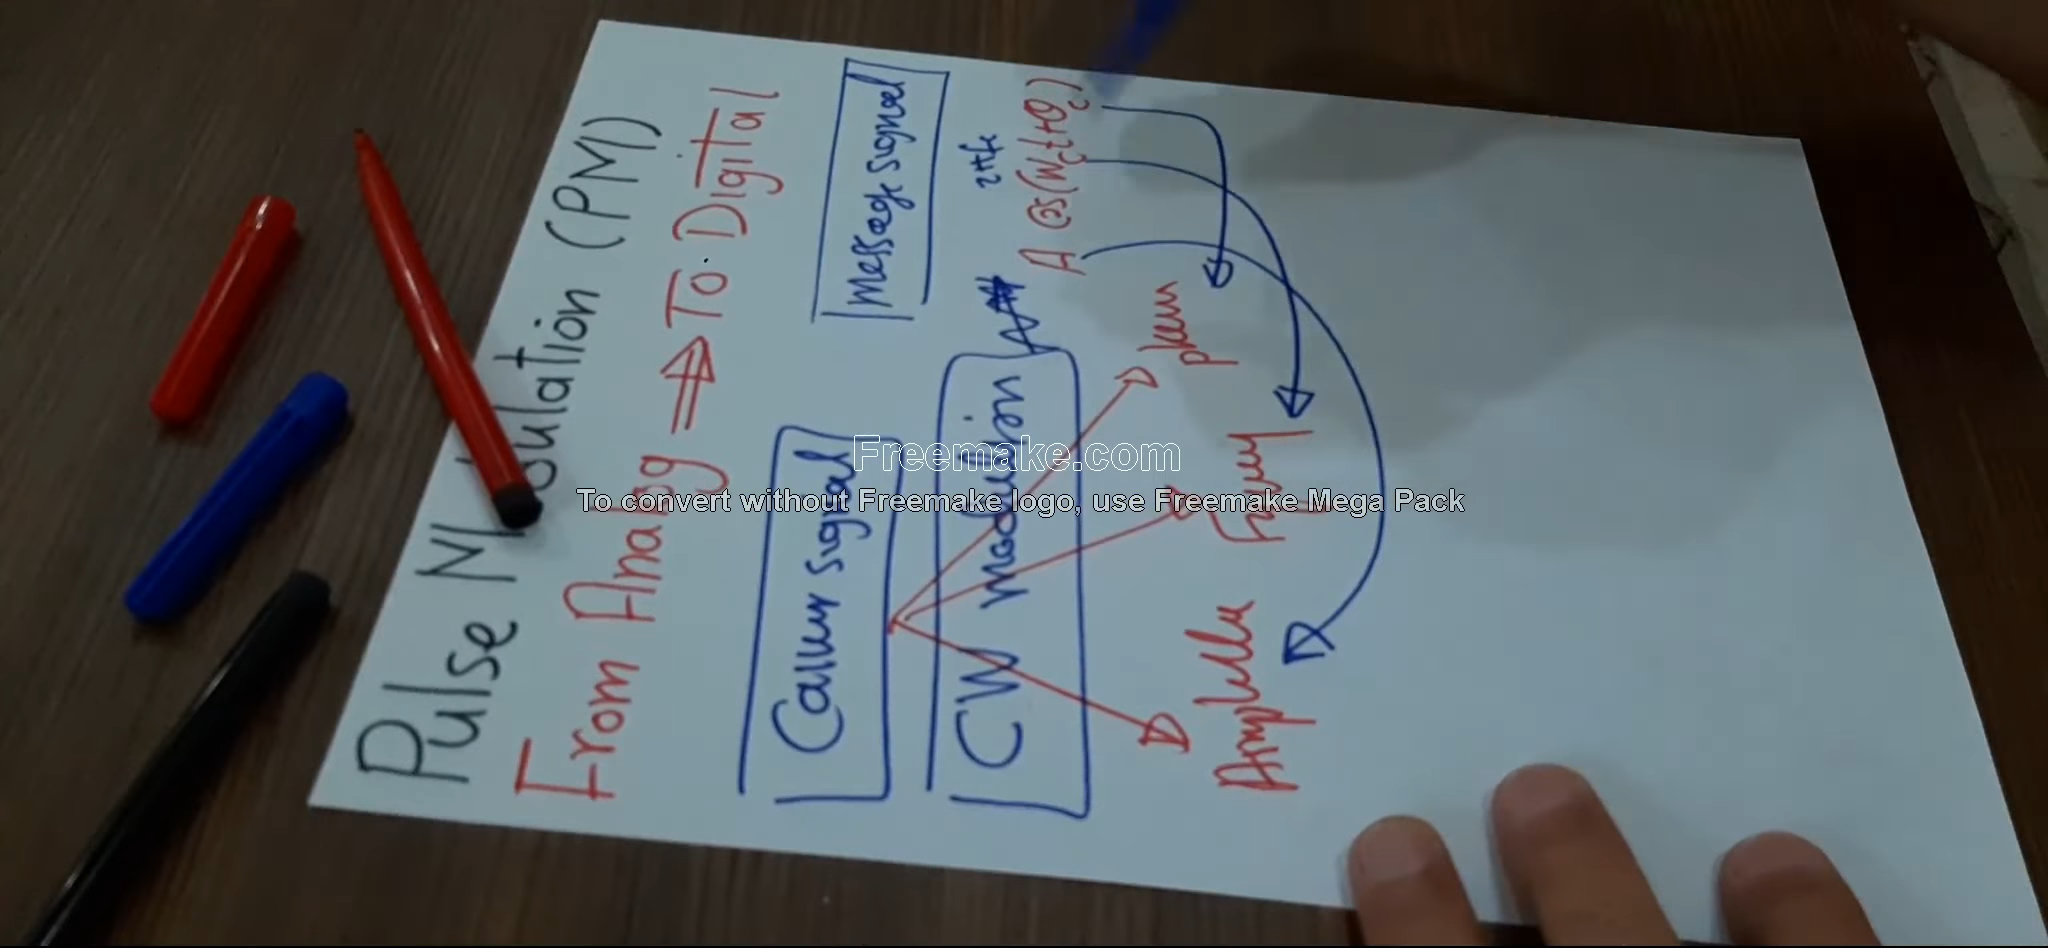 Pulse Modulation (PM)
From Analog ⇒ To Digital
Carrier signal
Message signal
CW modulation
2πfc
A Cos(Wct+θc)
Amplitude
phase
Freemake.com
To convert without Freemake logo, use Freemake Mega Pack